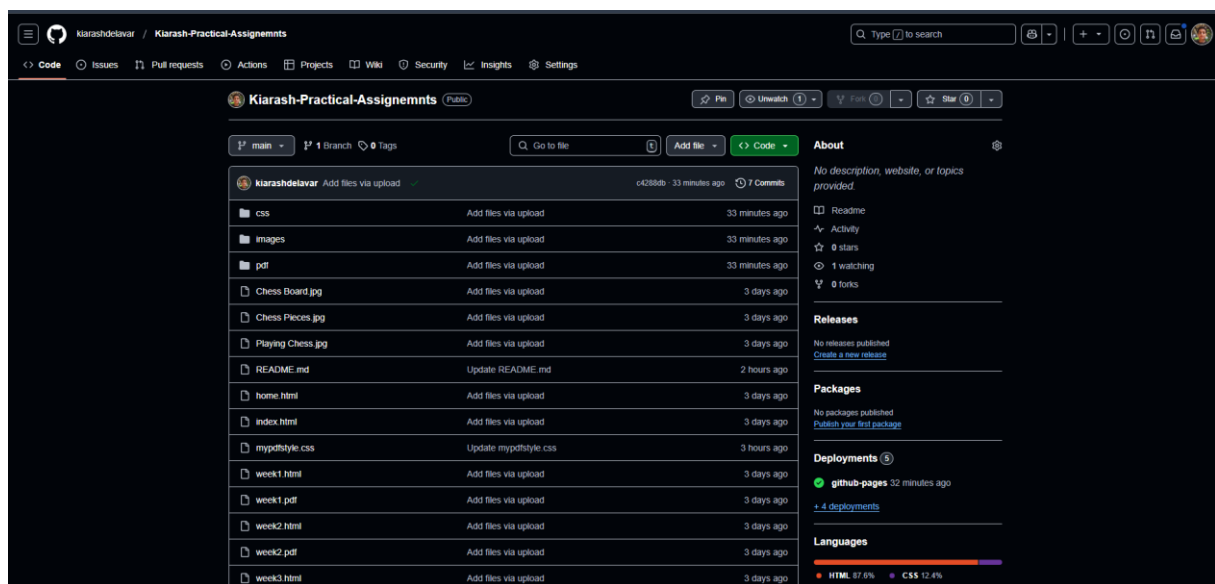 kiarashdelavar / Kiarash-Practical-Assignemnts
Type / to search
Code Issues Pull requests Actions Projects Wiki Security Insights Settings
Kiarash-Practical-Assignemnts Public
Pin Unwatch 1 Fork 0 Star 0
main 1 Branch 0 Tags Go to file t Add file Code
kiarashdelavar Add files via upload c4288db · 33 minutes ago 7 Commits
css Add files via upload 33 minutes ago
images Add files via upload 33 minutes ago
pdf Add files via upload 33 minutes ago
Chess Board.jpg Add files via upload 3 days ago
Chess Pieces.jpg Add files via upload 3 days ago
Playing Chess.jpg Add files via upload 3 days ago
README.md Update README.md 2 hours ago
home.html Add files via upload 3 days ago
index.html Add files via upload 3 days ago
mypdfstyle.css Update mypdfstyle.css 3 hours ago
week1.html Add files via upload 3 days ago
week1.pdf Add files via upload 3 days ago
week2.html Add files via upload 3 days ago
week2.pdf Add files via upload 3 days ago
week3.html Add files via upload 3 days ago
About
No description, website, or topics
provided.
Readme
Activity
0 stars
1 watching
0 forks
Releases
No releases published
Create a new release
Packages
No packages published
Publish your first package
Deployments 5
github-pages 32 minutes ago
+ 4 deployments
Languages
HTML 87.6% CSS 12.4%